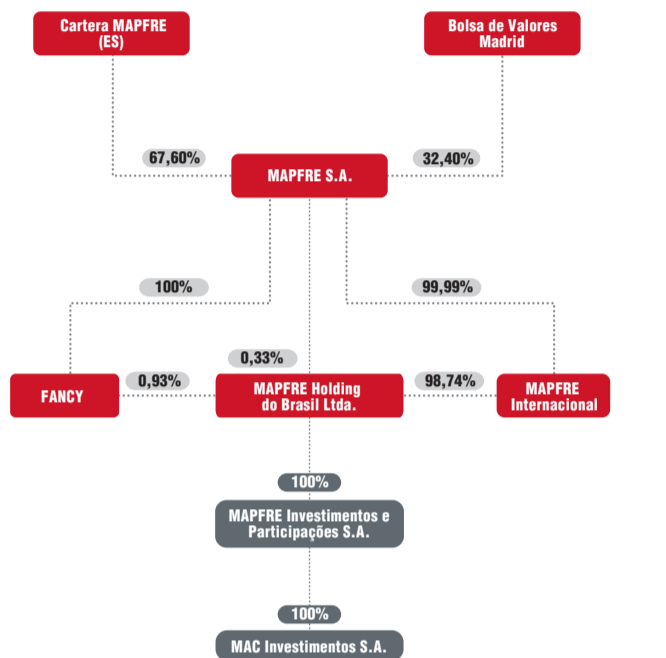 Cartera MAPFRE
(ES)
Bolsa de Valores
Madrid
67,60%
32,40%
MAPFRE S.A.
100%
99,99%
0,33%
0,93%
98,74%
FANCY
MAPFRE Holding
do Brasil Ltda.
MAPFRE
Internacional
100%
MAPFRE Investimentos e
Participações S.A.
100%
MAC Investimentos S.A.